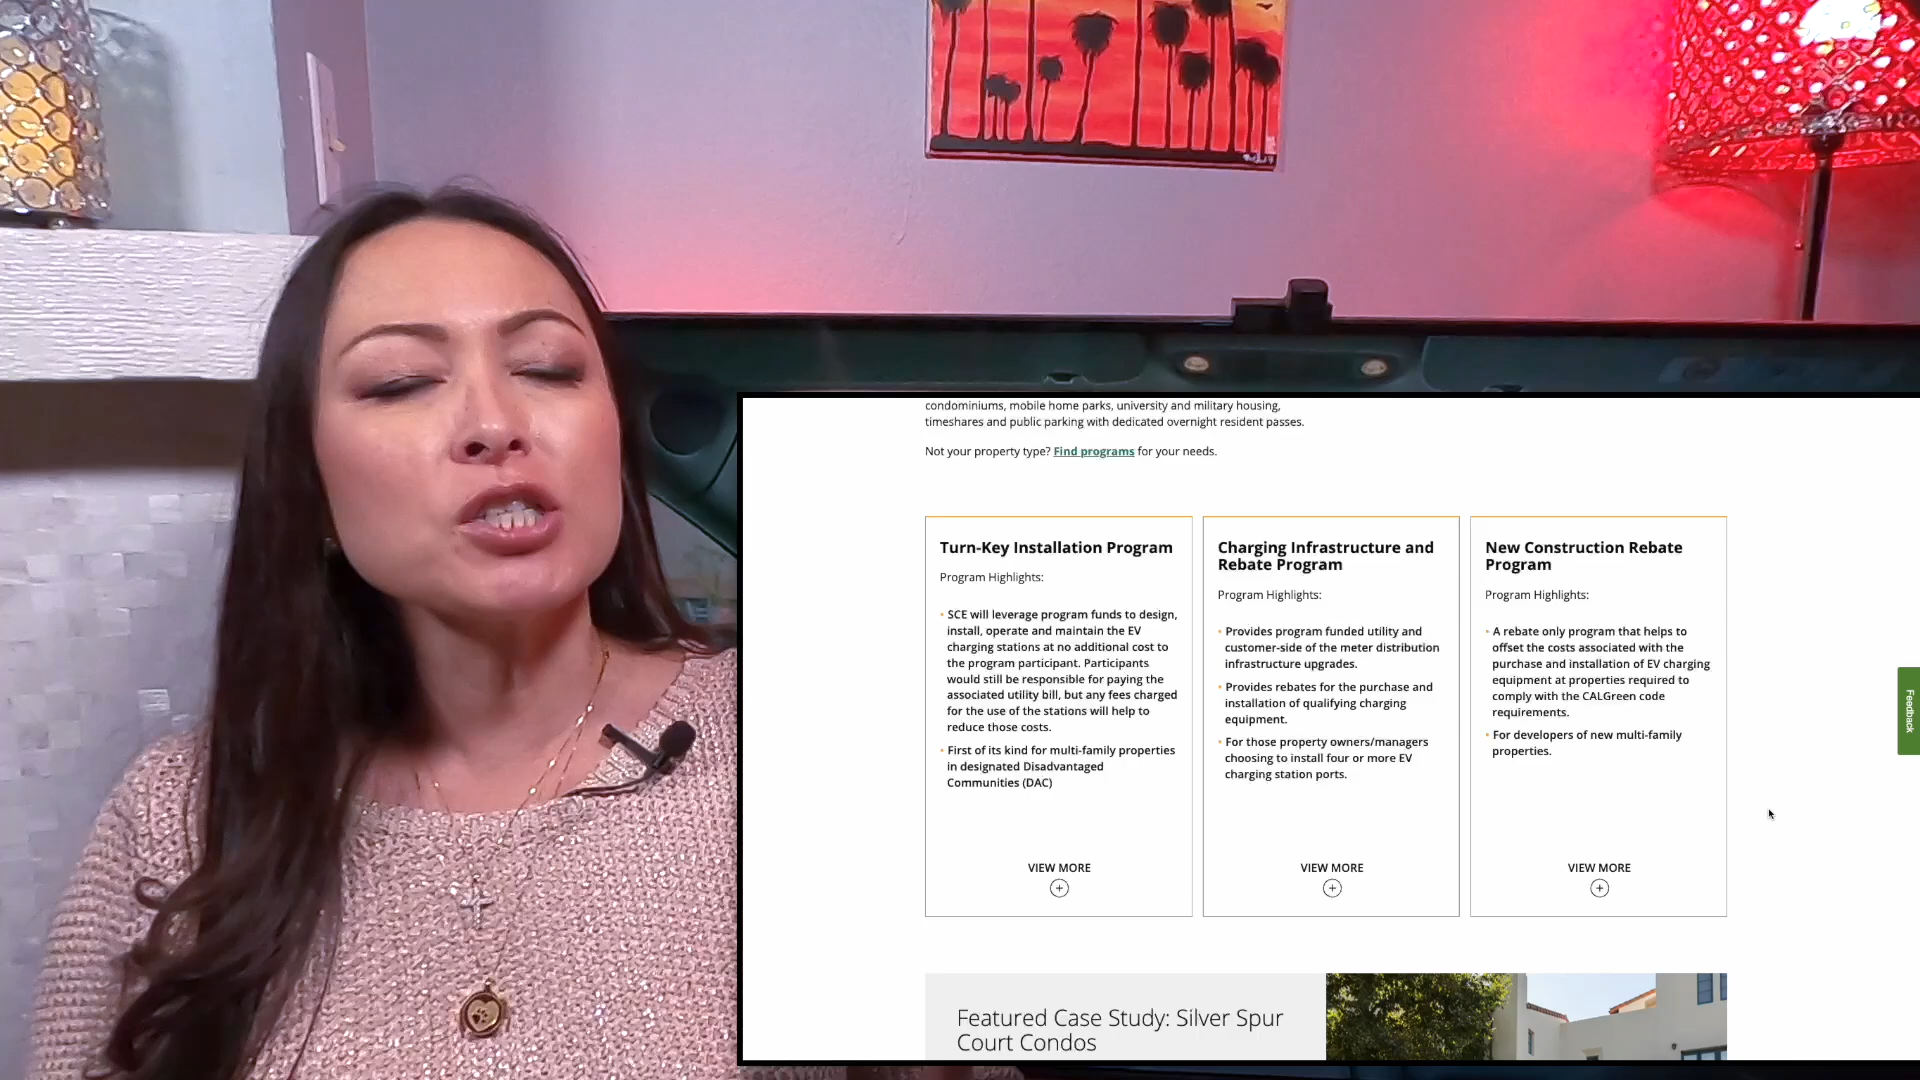 condominiums, mobile home parks, university and military housing,
timeshares and public parking with dedicated overnight resident passes.
Not your property type? Find programs for your needs.
Turn-Key Installation Program
Program Highlights:
• SCE will leverage program funds to design,
install, operate and maintain the EV
charging stations at no additional cost to
the program participant. Participants
would still be responsible for paying the
associated utility bill, but any fees charged
for the use of the stations will help to
reduce those costs.
• First of its kind for multi-family properties
in designated Disadvantaged
Communities (DAC)
VIEW MORE
Charging Infrastructure and
Rebate Program
Program Highlights:
• Provides program funded utility and
customer-side of the meter distribution
infrastructure upgrades.
• Provides rebates for the purchase and
installation of qualifying charging
equipment.
• For those property owners/managers
choosing to install four or more EV
charging station ports.
VIEW MORE
New Construction Rebate
Program
Program Highlights:
• A rebate only program that helps to
offset the costs associated with the
purchase and installation of EV charging
equipment at properties required to
comply with the CALGreen code
requirements.
• For developers of new multi-family
properties.
VIEW MORE
Feedback
Featured Case Study: Silver Spur
Court Condos